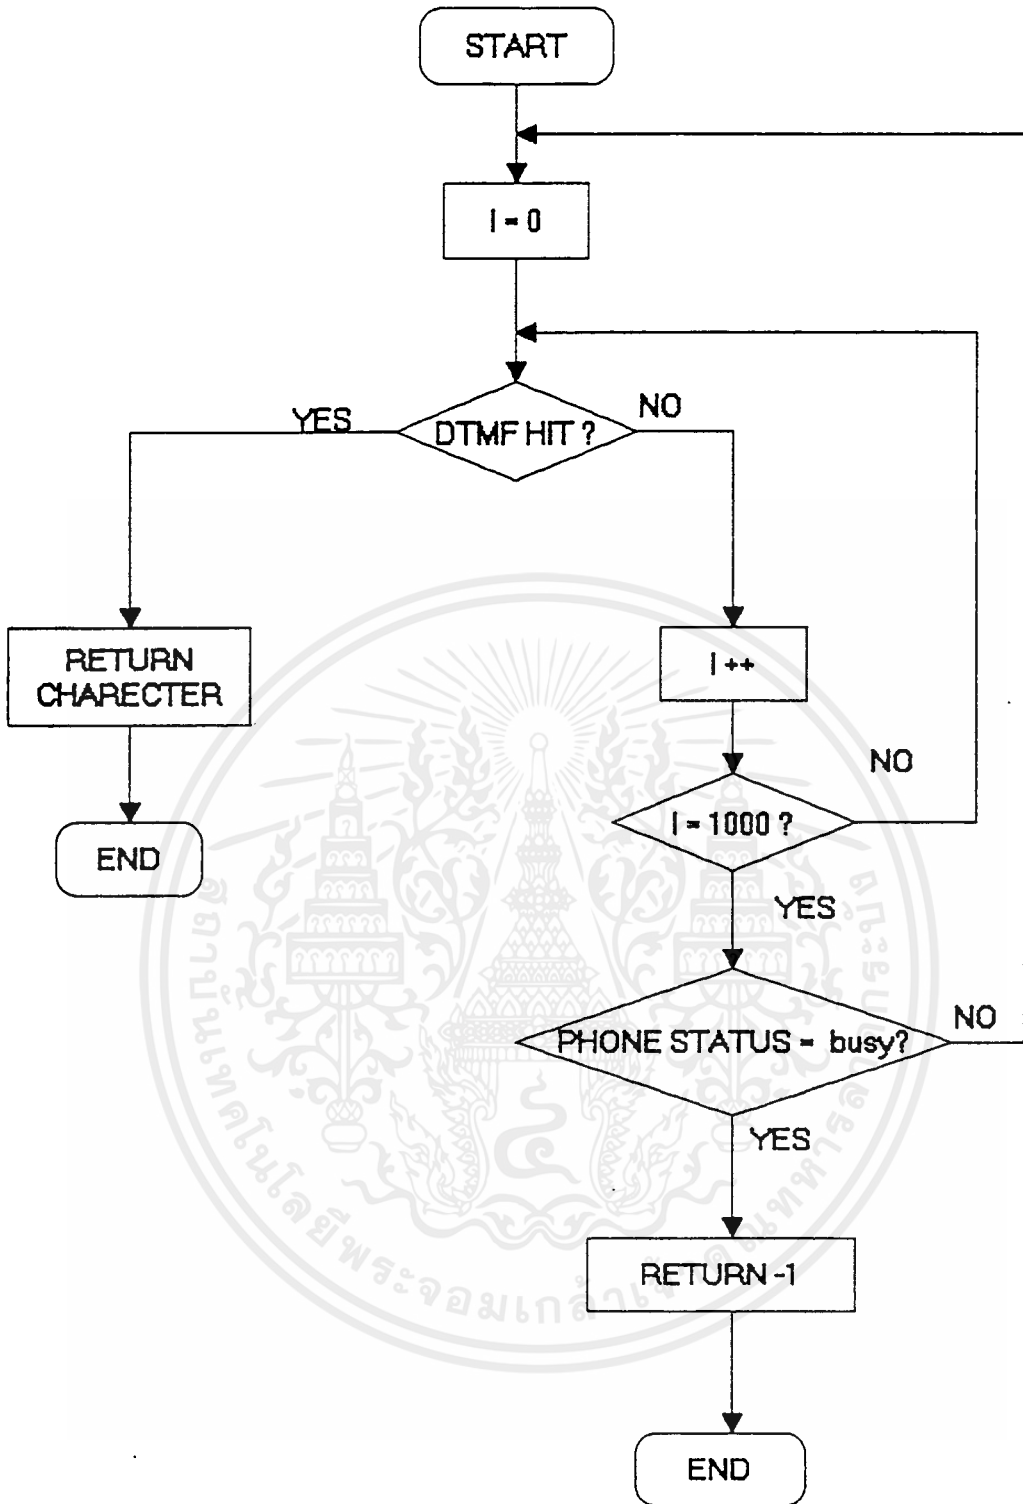 START
I = 0
YES
DTMF HIT ?
NO
RETURN
CHARECTER
I ++
NO
END
I = 1000 ?
YES
PHONE STATUS = busy?
NO
YES
RETURN -1
END